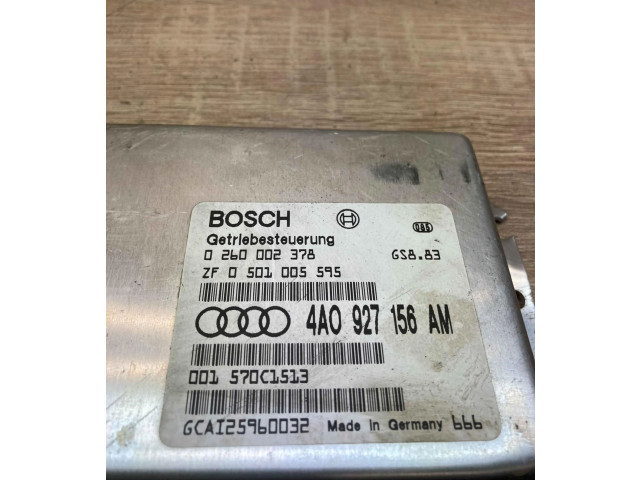 BOSCH
Getriebesteuerung
0 260 002 378 GS8.83
ZF 0 501 005 595
4A0 927 156 AM
001 570C1513
GCAI25960032 Made in Germany 666